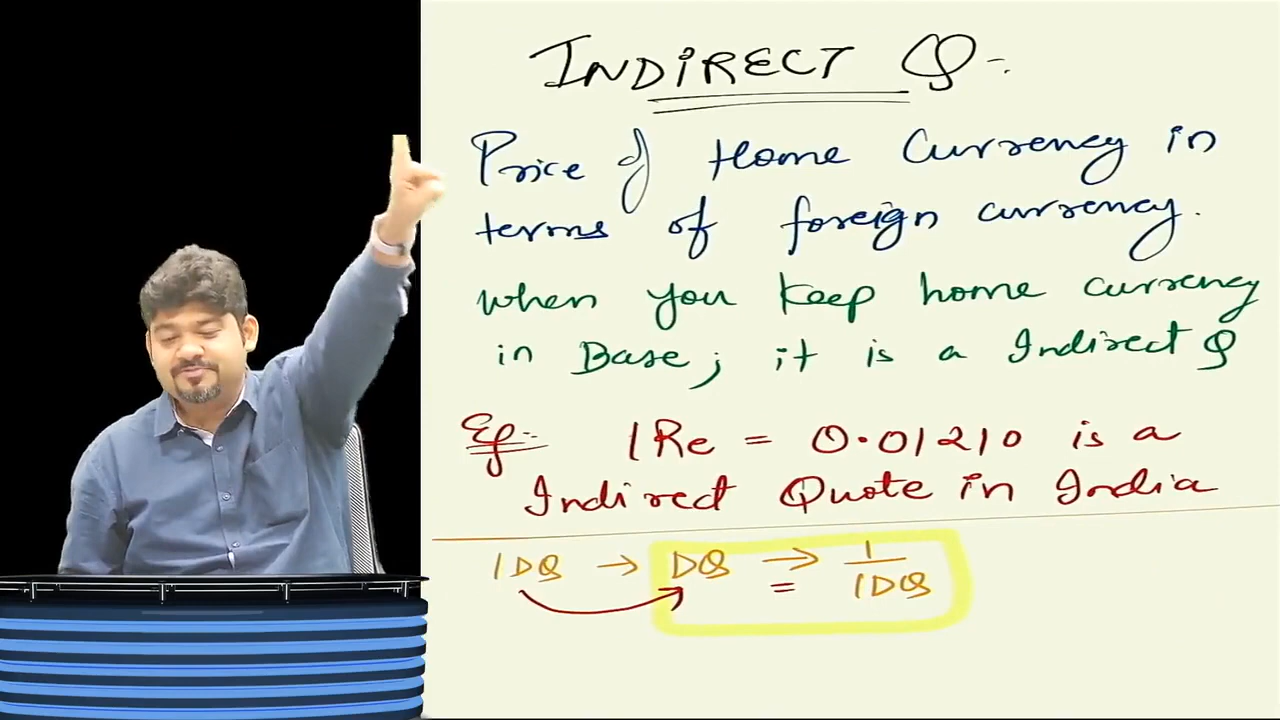 INDIRECT Q:-
Price of Home Currency in
terms of foreign currency.
when you keep home currency
in Base; it is a Indirect Q
Eg:- 1Re = 0.01210 is a
Indirect Quote in India
IDQ → DQ → 1/IDQ
=